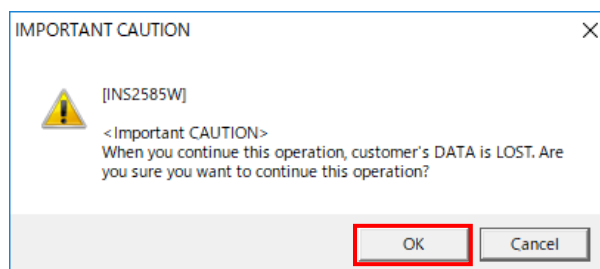 IMPORTANT CAUTION
[INS2585W]
<Important CAUTION>
When you continue this operation, customer's DATA is LOST. Are
you sure you want to continue this operation?
OK Cancel